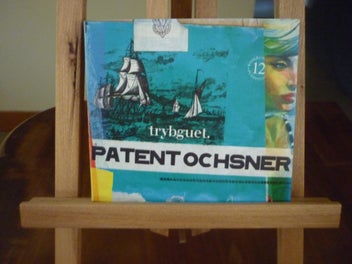 12
trybguet.
PATENT OCHSNER